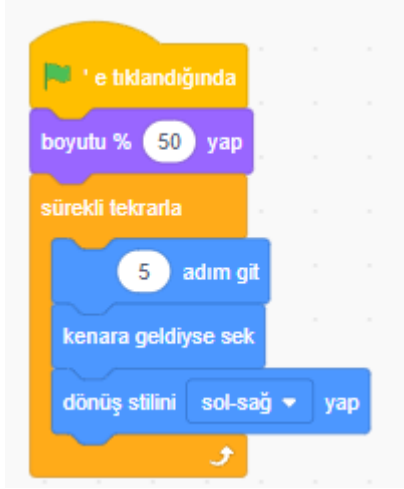 ' e tıklandığında
boyutu % 50 yap
sürekli tekrarla
5 adım git
kenara geldiyse sek
dönüş stilini sol-sağ yap